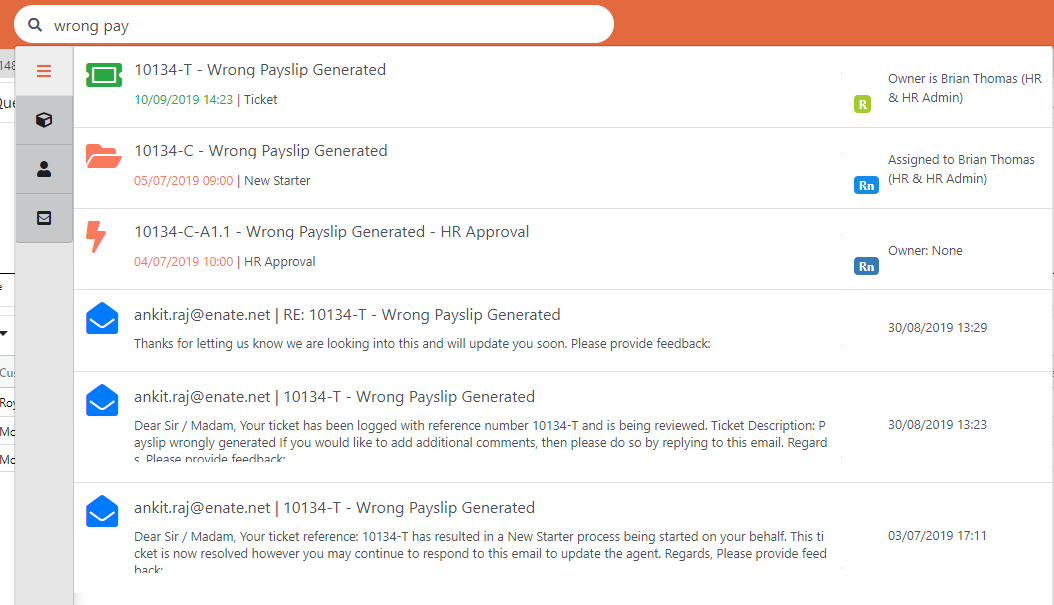 wrong pay
148
Que
10134-T - Wrong Payslip Generated
10/09/2019 14:23 | Ticket
R
Owner is Brian Thomas (HR
& HR Admin)
10134-C - Wrong Payslip Generated
05/07/2019 09:00 | New Starter
Rn
Assigned to Brian Thomas
(HR & HR Admin)
10134-C-A1.1 - Wrong Payslip Generated - HR Approval
04/07/2019 10:00 | HR Approval
Rn
Owner: None
ankit.raj@enate.net | RE: 10134-T - Wrong Payslip Generated
Thanks for letting us know we are looking into this and will update you soon. Please provide feedback:
30/08/2019 13:29
Cus
Roy
Mo
Mo
ankit.raj@enate.net | 10134-T - Wrong Payslip Generated
Dear Sir / Madam, Your ticket has been logged with reference number 10134-T and is being reviewed. Ticket Description: P
ayslip wrongly generated If you would like to add additional comments, then please do so by replying to this email. Regard
s, Please provide feedback:
30/08/2019 13:23
ankit.raj@enate.net | 10134-T - Wrong Payslip Generated
Dear Sir / Madam, Your ticket reference: 10134-T has resulted in a New Starter process being started on your behalf. This ti
cket is now resolved however you may continue to respond to this email to update the agent. Regards, Please provide feed
back:
03/07/2019 17:11